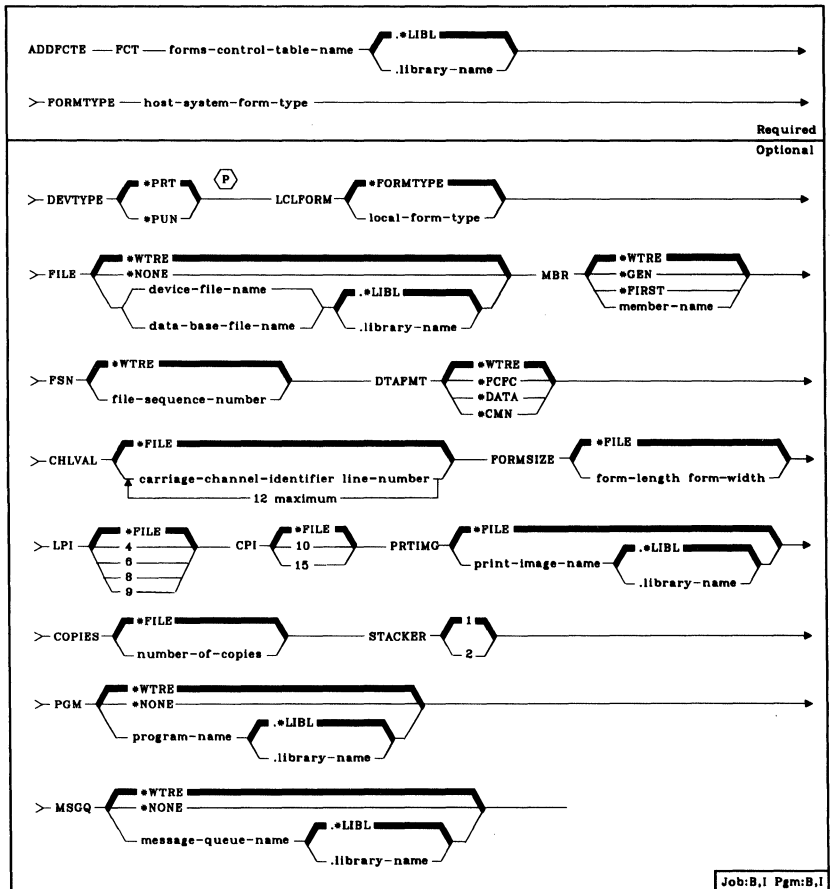 .*LIBL
ADDFCTE FCT forms-control-table-name
.library-name
FORMTYPE host-system-form-type
Required
Optional
*PRT P *FORMTYPE
DEVTYPE LCLFORM
*PUN local-form-type
*WTRE *WTRE
FILE *NONE MBR *GEN
device-file-name .*LIBL *FIRST
data-base-file-name .library-name member-name
*WTRE *WTRE
FSN DTAFMT *FCFC
file-sequence-number *DATA
*CMN
*FILE *FILE
CHLVAL FORMSIZE
carriage-channel-identifier line-number form-length form-width
12 maximum
*FILE *FILE *FILE
LPI 4 CPI 10 PRTIMG
6 15 print-image-name .*LIBL
8 .library-name
9
*FILE 1
COPIES STACKER
number-of-copies 2
*WTRE
PGM *NONE
.*LIBL
program-name
.library-name
*WTRE
MSGQ *NONE
.*LIBL
message-queue-name
.library-name
Job:B,I Pgm:B,I